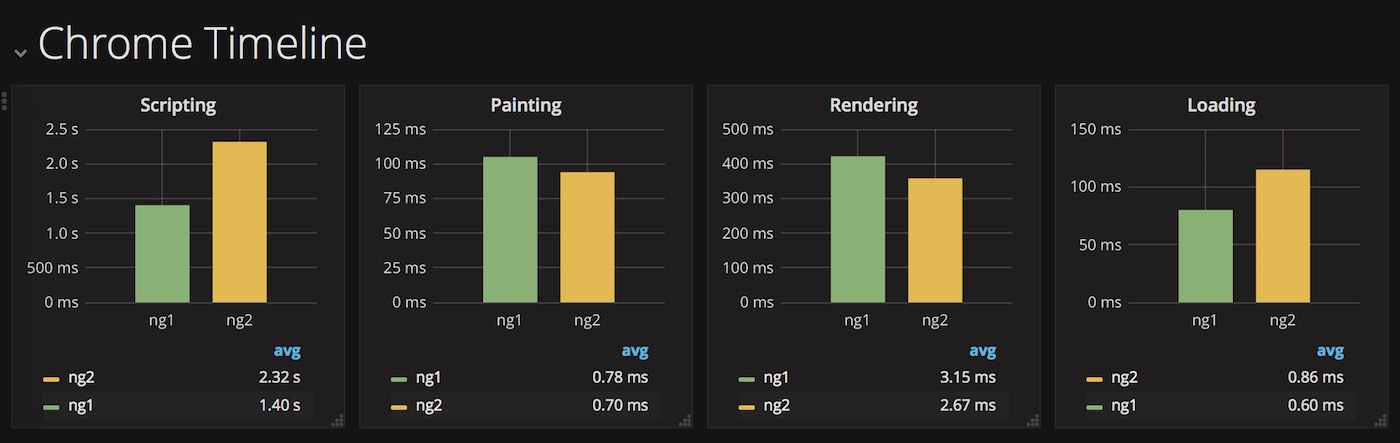 Chrome Timeline
Scripting
2.5 s
2.0 s
1.5 s
1.0 s
500 ms
0 ms
ng1 ng2
avg
ng2 2.32 s
ng1 1.40 s
Painting
125 ms
100 ms
75 ms
50 ms
25 ms
0 ms
ng1 ng2
avg
ng1 0.78 ms
ng2 0.70 ms
Rendering
500 ms
400 ms
300 ms
200 ms
100 ms
0 ms
ng1 ng2
avg
ng1 3.15 ms
ng2 2.67 ms
Loading
150 ms
100 ms
50 ms
0 ms
ng1 ng2
avg
ng2 0.86 ms
ng1 0.60 ms